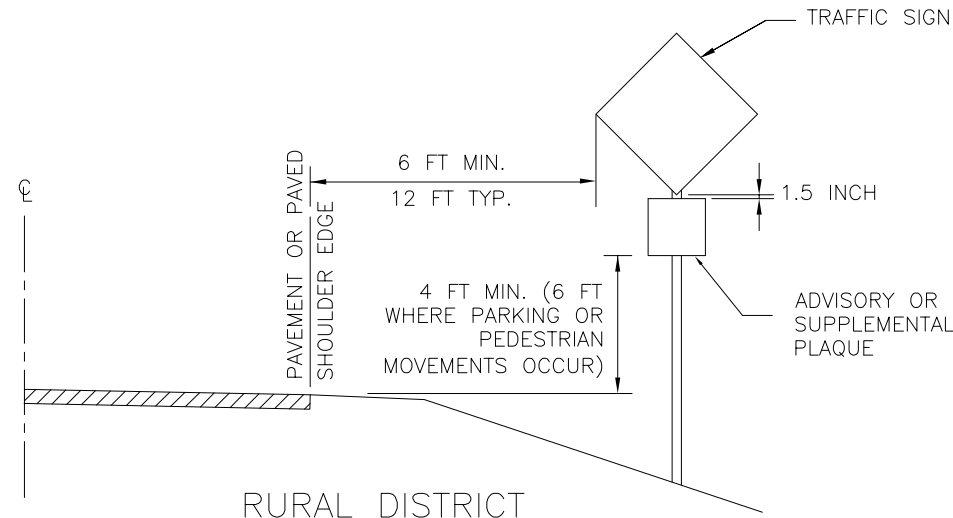 TRAFFIC SIGN
6 FT MIN.
12 FT TYP.
℄
PAVEMENT OR PAVED
SHOULDER EDGE
1.5 INCH
4 FT MIN. (6 FT
WHERE PARKING OR
PEDESTRIAN
MOVEMENTS OCCUR)
ADVISORY OR
SUPPLEMENTAL
PLAQUE
RURAL DISTRICT